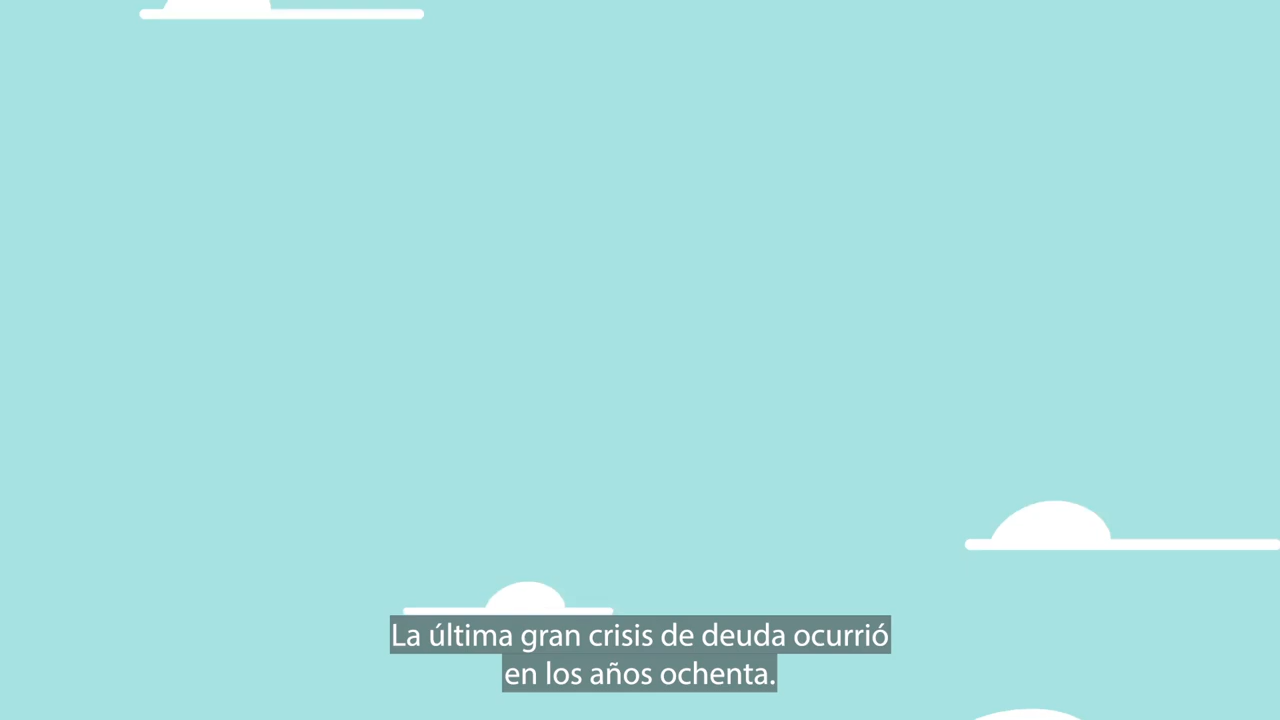 La última gran crisis de deuda ocurrió
en los años ochenta.